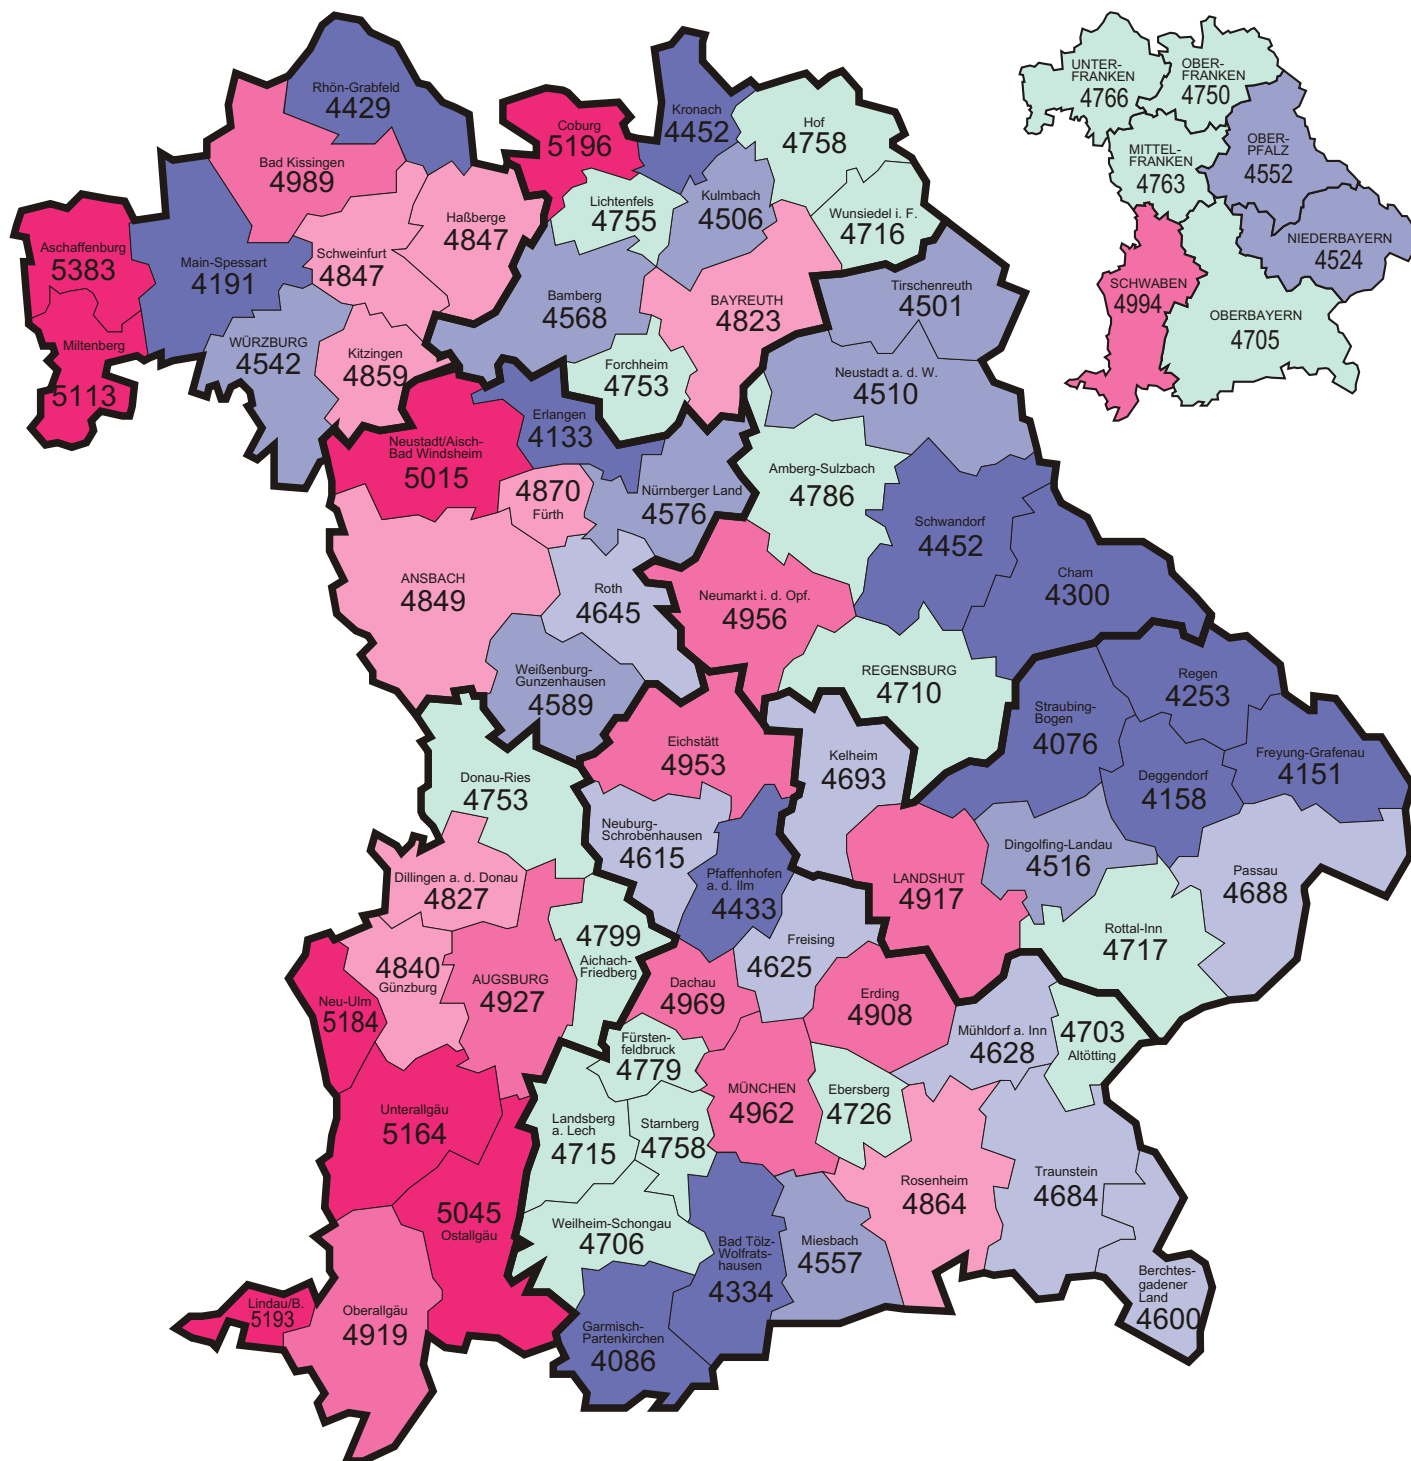 Rhön-Grabfeld
4429
Bad Kissingen
4989
Coburg
5196
Kronach
4452
Hof
4758
Lichtenfels
4755
Kulmbach
4506
Wunsiedel i. F.
4716
Haßberge
4847
Schweinfurt
4847
Aschaffenburg
5383
Main-Spessart
4191
Miltenberg
5113
WÜRZBURG
4542
Kitzingen
4859
Bamberg
4568
BAYREUTH
4823
Forchheim
4753
Tirschenreuth
4501
Neustadt a. d. W.
4510
Neustadt/Aisch-
Bad Windsheim
5015
Erlangen
4133
4870
Fürth
Nürnberger Land
4576
Amberg-Sulzbach
4786
Schwandorf
4452
Cham
4300
ANSBACH
4849
Roth
4645
Neumarkt i. d. Opf.
4956
REGENSBURG
4710
Weißenburg-
Gunzenhausen
4589
Eichstätt
4953
Kelheim
4693
Straubing-
Bogen
4076
Regen
4253
Deggendorf
4158
Freyung-Grafenau
4151
Donau-Ries
4753
Neuburg-
Schrobenhausen
4615
Pfaffenhofen
a. d. Ilm
4433
LANDSHUT
4917
Dingolfing-Landau
4516
Passau
4688
Rottal-Inn
4717
Dillingen a. d. Donau
4827
4799
Aichach-
Friedberg
4840
Günzburg
AUGSBURG
4927
Neu-Ulm
5184
Freising
4625
Dachau
4969
Erding
4908
Mühldorf a. Inn
4628
4703
Altötting
Fürsten-
feldbruck
4779
MÜNCHEN
4962
Ebersberg
4726
Unterallgäu
5164
Landsberg
a. Lech
4715
Starnberg
4758
Rosenheim
4864
Traunstein
4684
5045
Ostallgäu
Weilheim-Schongau
4706
Bad Tölz-
Wolfrats-
hausen
4334
Miesbach
4557
Berchtes-
gadener
Land
4600
Lindau/B.
5193
Oberallgäu
4919
Garmisch-
Partenkirchen
4086
UNTER-
FRANKEN
4766
OBER-
FRANKEN
4750
MITTEL-
FRANKEN
4763
OBER-
PFALZ
4552
NIEDERBAYERN
4524
SCHWABEN
4994
OBERBAYERN
4705